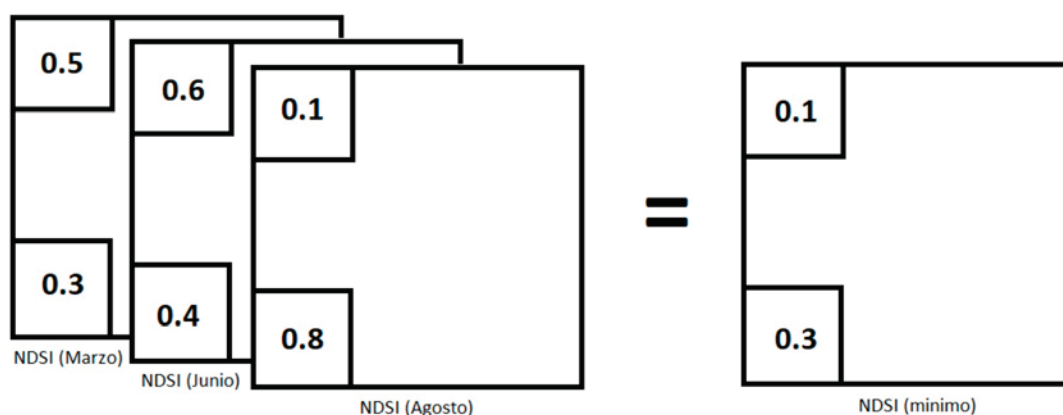 0.5
0.3
NDSI (Marzo)
0.6
0.4
NDSI (Junio)
0.1
0.8
NDSI (Agosto)
=
0.1
0.3
NDSI (minimo)